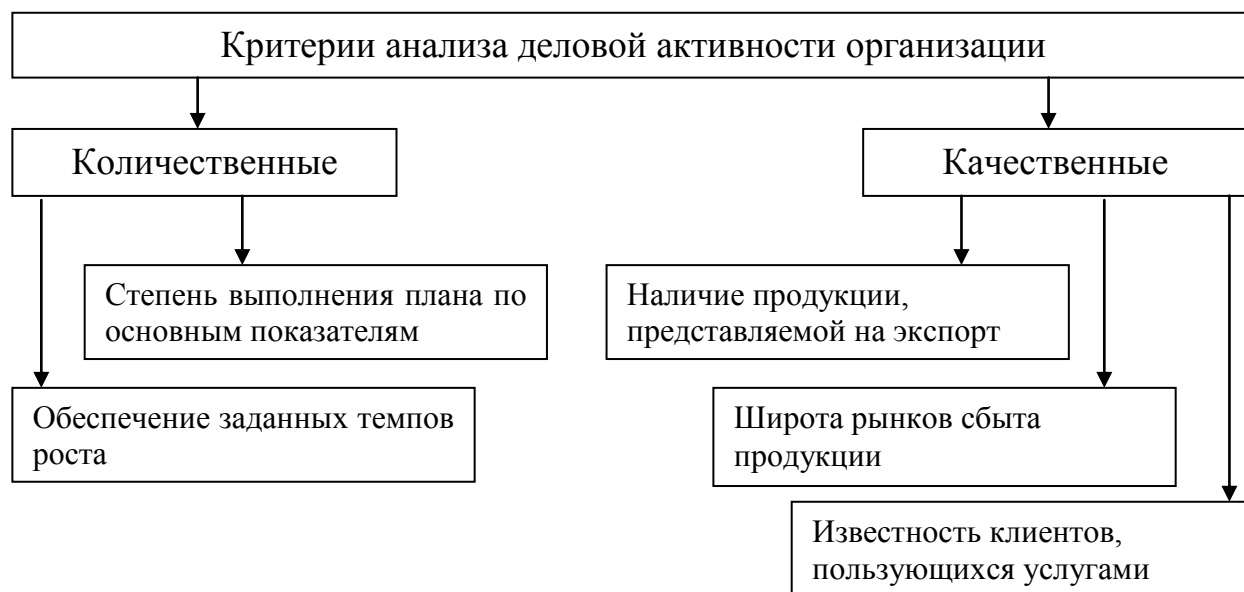 Критерии анализа деловой активности организации
Количественные
Качественные
Степень выполнения плана по
основным показателям
Наличие продукции,
представляемой на экспорт
Обеспечение заданных темпов
роста
Широта рынков сбыта
продукции
Известность клиентов,
пользующихся услугами